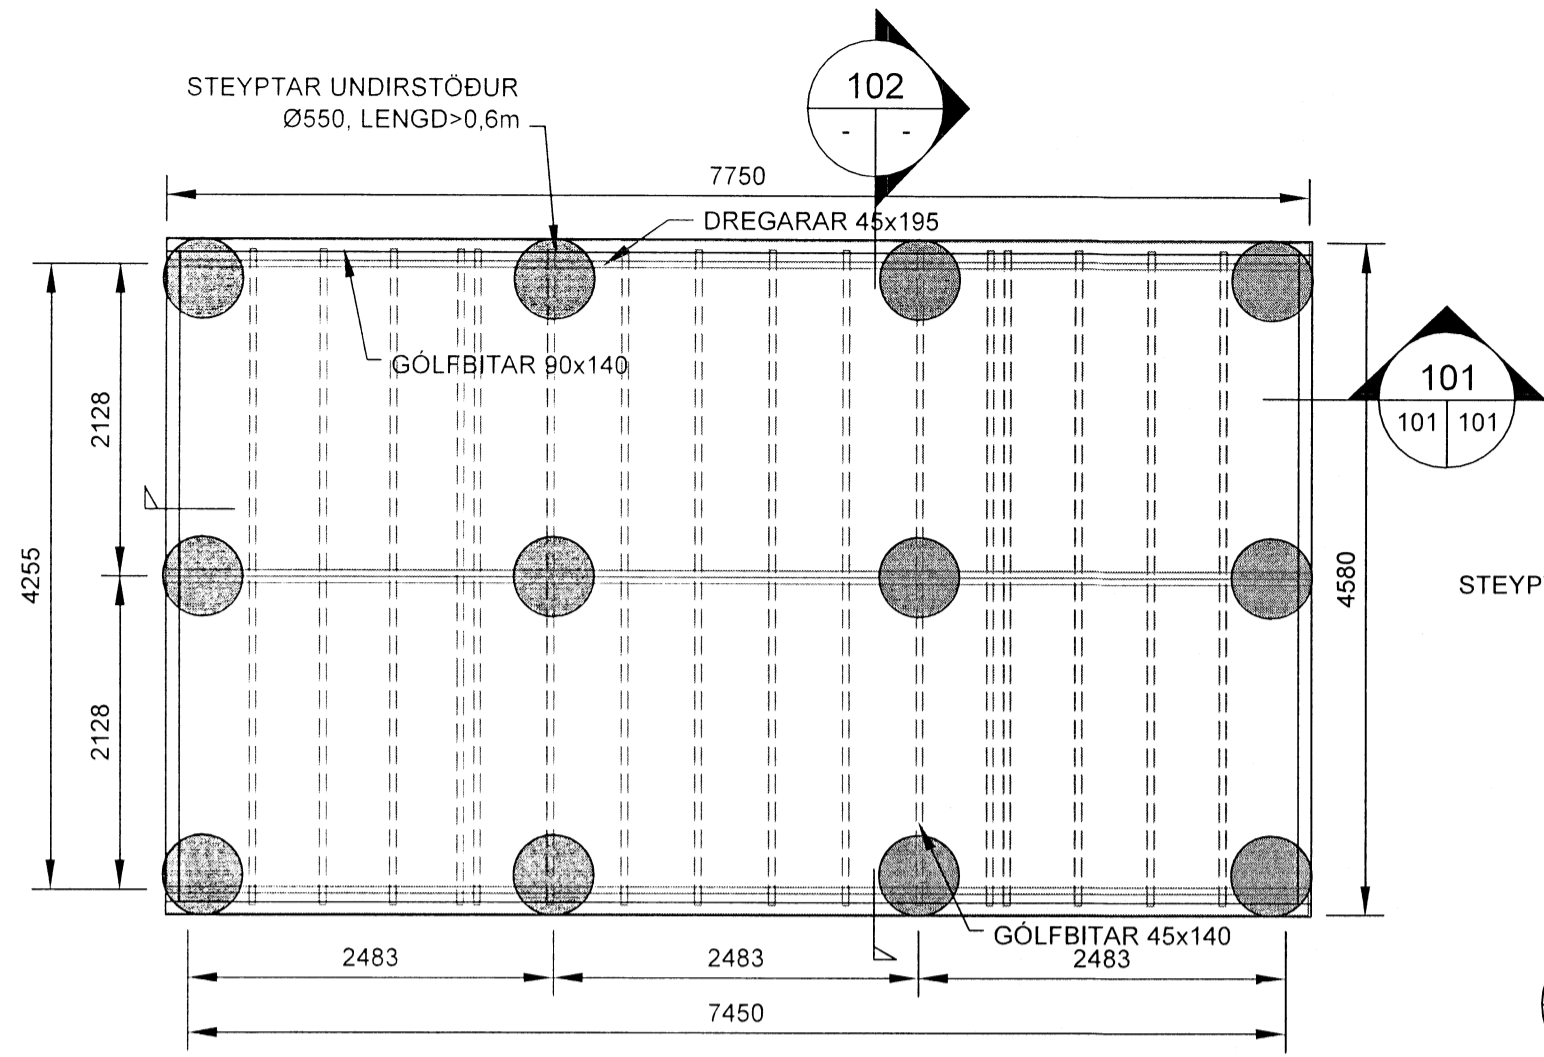 102
- -
STEYPTAR UNDIRSTÖÐUR
Ø550, LENGD>0,6m
7750
DREGARAR 45x195
GÓLFBITAR 90x140
101
101 101
2128
4255
2128
4580
STEYP
GÓLFBITAR 45x140
2483
2483
2483
7450